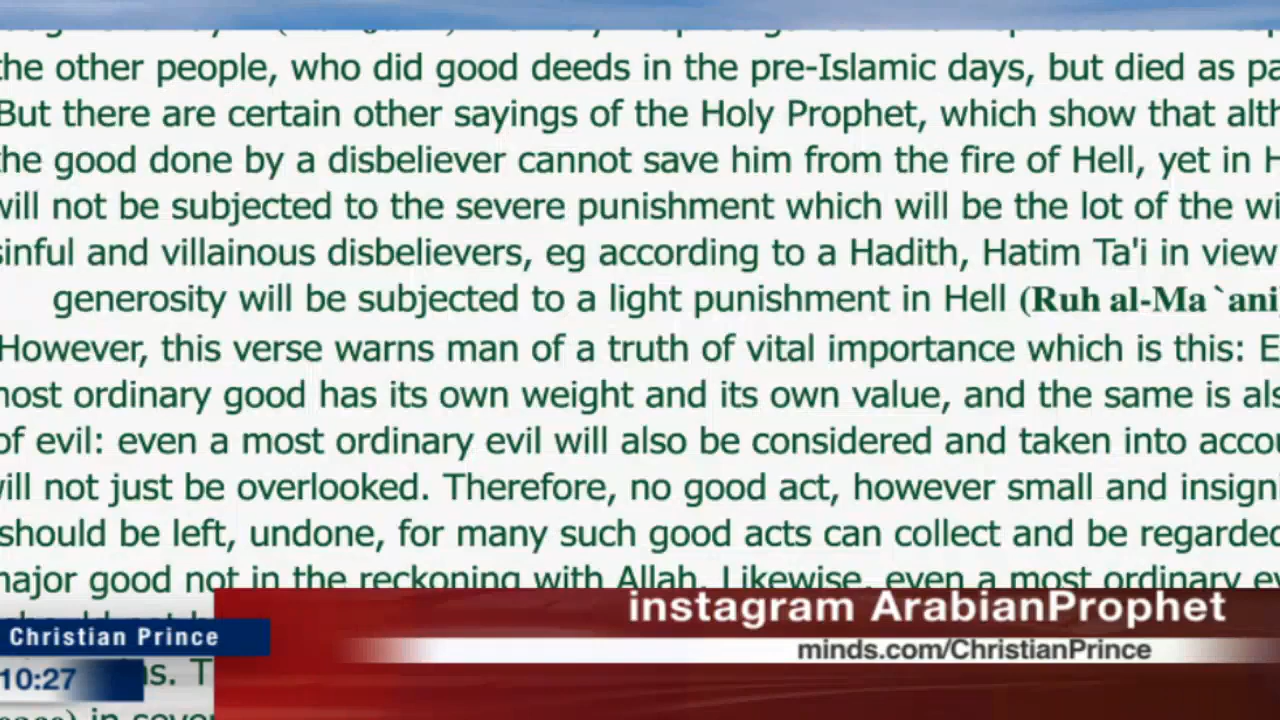 the other people, who did good deeds in the pre-Islamic days, but died as pa
But there are certain other sayings of the Holy Prophet, which show that alth
the good done by a disbeliever cannot save him from the fire of Hell, yet in H
will not be subjected to the severe punishment which will be the lot of the wi
sinful and villainous disbelievers, eg according to a Hadith, Hatim Ta'i in view
generosity will be subjected to a light punishment in Hell (Ruh al-Ma`ani
However, this verse warns man of a truth of vital importance which is this: E
most ordinary good has its own weight and its own value, and the same is als
of evil: even a most ordinary evil will also be considered and taken into accou
will not just be overlooked. Therefore, no good act, however small and insigni
should be left, undone, for many such good acts can collect and be regarded
major good not in the reckoning with Allah. Likewise, even a most ordinary ev
instagram ArabianProphet
Christian Prince
minds.com/ChristianPrince
10:27
ns. T
in sever